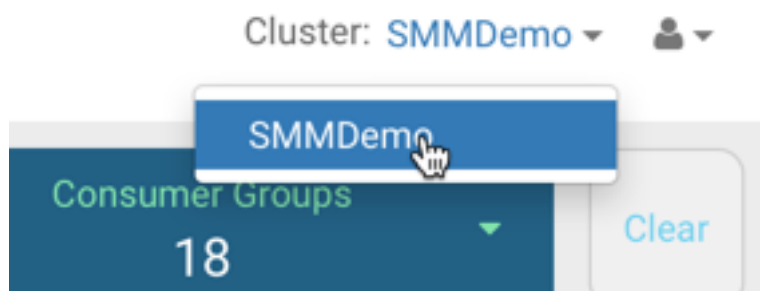 Cluster: SMMDemo
SMMDemo
Consumer Groups
18
Clear